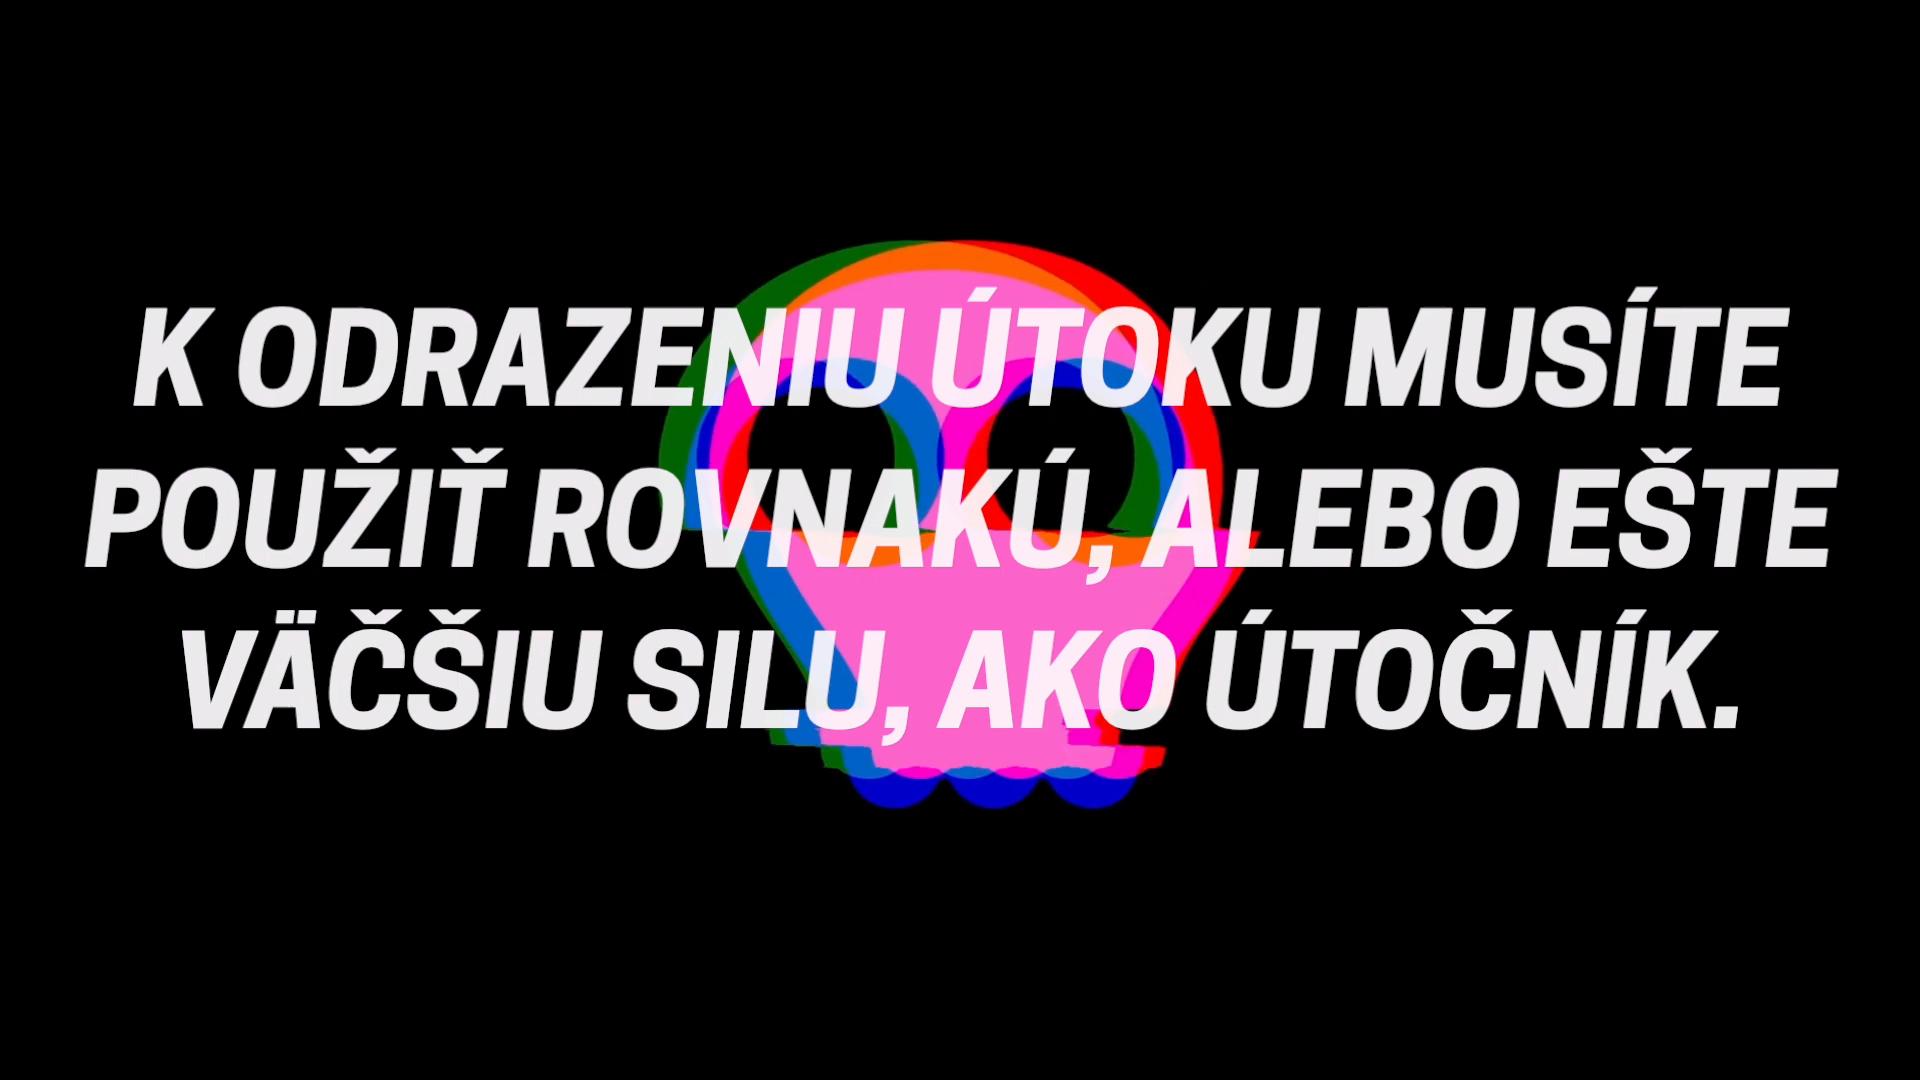 K ODRAZENIU ÚTOKU MUSÍTE
POUŽIŤ ROVNAKÚ, ALEBO EŠTE
VÄČŠIU SILU, AKO ÚTOČNÍK.